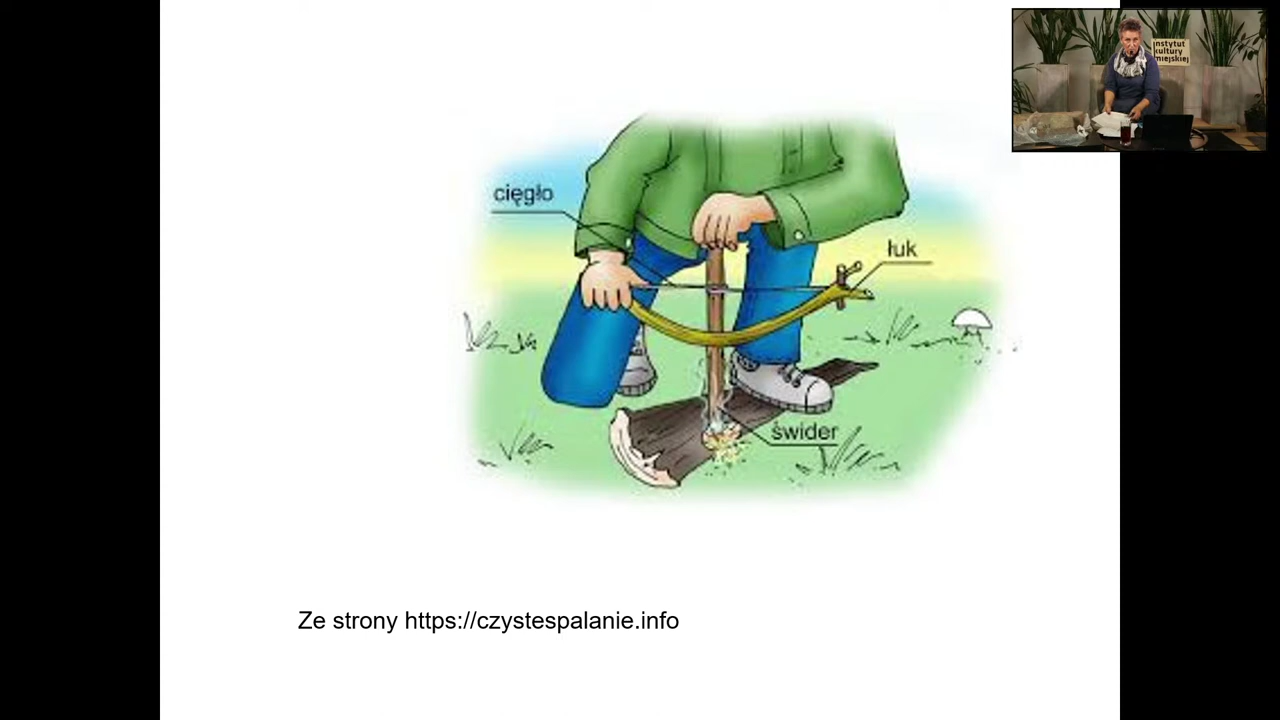 instytut
kultury
miejskiej
cięgło
łuk
świder
Ze strony https://czystespalanie.info